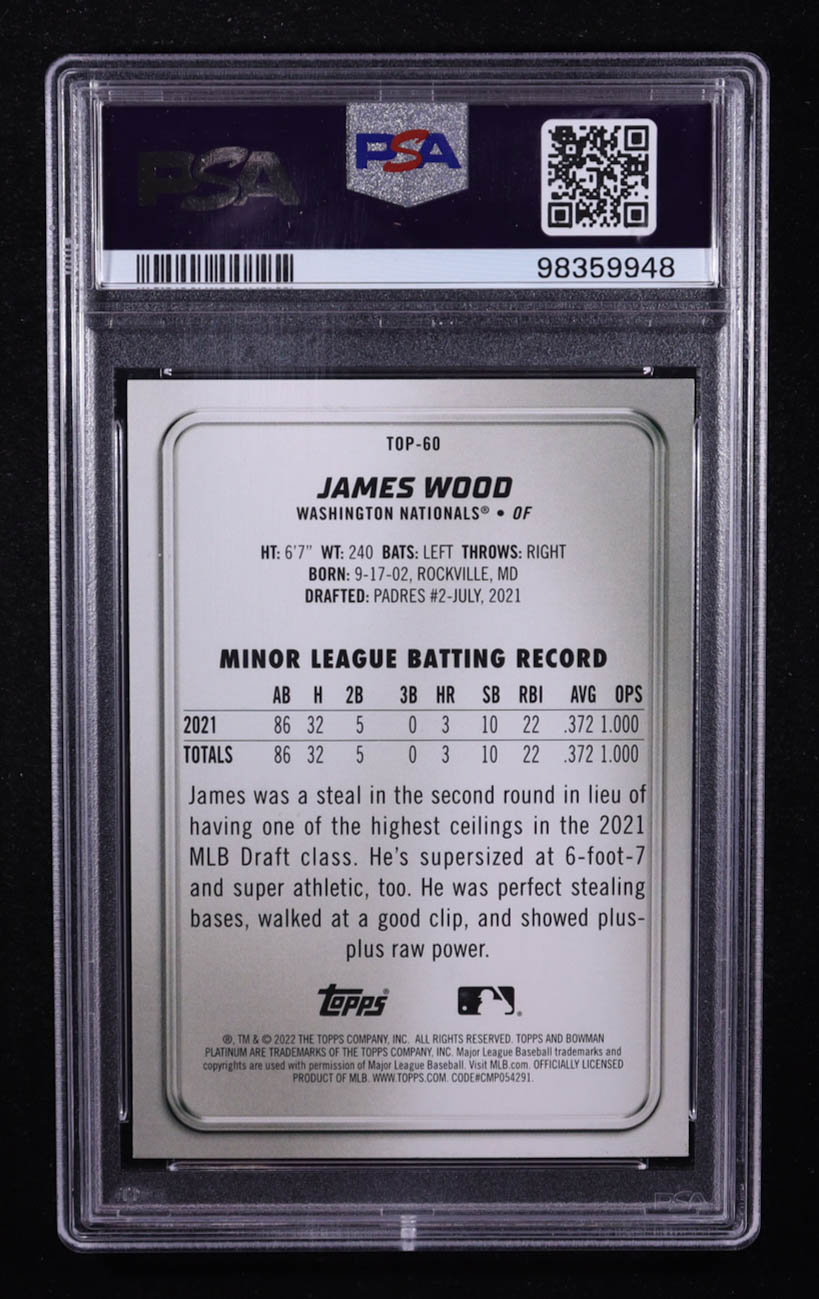 PSA
PSA
98359948
TOP-60
JAMES WOOD
WASHINGTON NATIONALS® • OF
HT: 6'7" WT: 240 BATS: LEFT THROWS: RIGHT
BORN: 9-17-02, ROCKVILLE, MD
DRAFTED: PADRES #2-JULY, 2021
MINOR LEAGUE BATTING RECORD
AB H 2B 3B HR SB RBI AVG OPS
2021 86 32 5 0 3 10 22 .372 1.000
TOTALS 86 32 5 0 3 10 22 .372 1.000
James was a steal in the second round in lieu of
having one of the highest ceilings in the 2021
MLB Draft class. He's supersized at 6-foot-7
and super athletic, too. He was perfect stealing
bases, walked at a good clip, and showed plus-
plus raw power.
Topps®
®, TM & © 2022 THE TOPPS COMPANY, INC. ALL RIGHTS RESERVED. TOPPS AND BOWMAN
PLATINUM ARE TRADEMARKS OF THE TOPPS COMPANY, INC. Major League Baseball trademarks and
copyrights are used with permission of Major League Baseball. Visit MLB.com. OFFICIALLY LICENSED
PRODUCT OF MLB. WWW.TOPPS.COM. CODE#CMP054291.
PSA